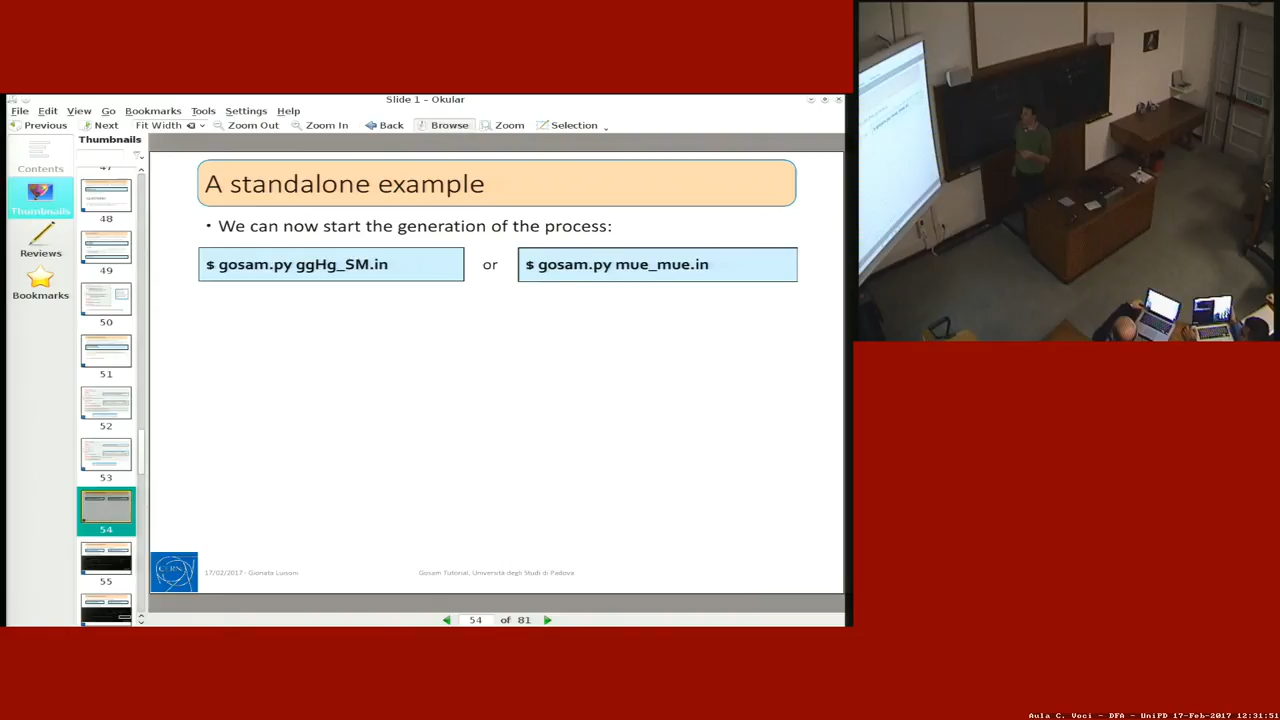 Slide 1 – Okular
File Edit View Go Bookmarks Tools Settings Help
Previous Next Fit Width Zoom Out Zoom In Back Browse Zoom Selection
Contents
Thumbnails
Reviews
Bookmarks
Thumbnails
47
48
49
50
51
52
53
54
55
A standalone example
• We can now start the generation of the process:
$ gosam.py ggHg_SM.in or $ gosam.py mue_mue.in
CERN
17/02/2017 - Gionata Luisoni Gosam Tutorial, Università degli Studi di Padova
54 of 81
Aula C. Voci - DFA - UniPD 17-Feb-2017 12:31:51